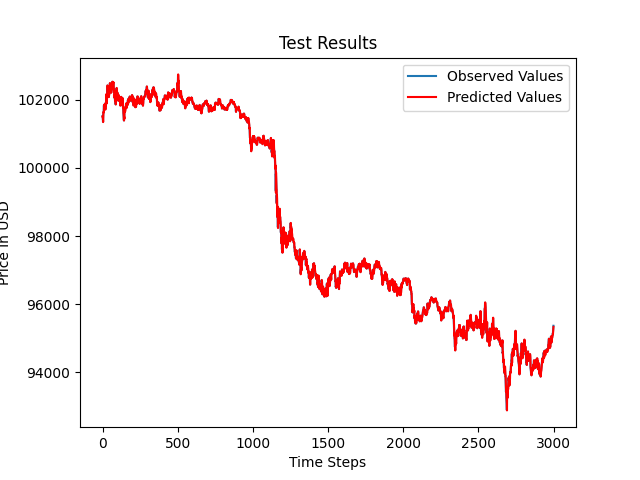 Test Results
Observed Values
Predicted Values
Price in USD
102000
100000
98000
96000
94000
0
500
1000
1500
2000
2500
3000
Time Steps